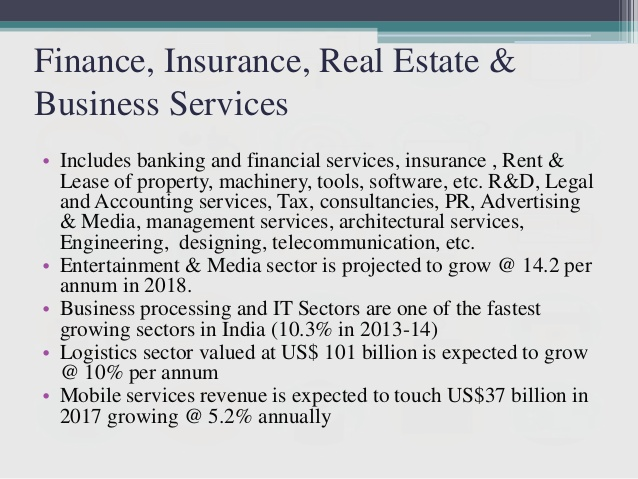 Finance, Insurance, Real Estate &
Business Services
• Includes banking and financial services, insurance , Rent &
Lease of property, machinery, tools, software, etc. R&D, Legal
and Accounting services, Tax, consultancies, PR, Advertising
& Media, management services, architectural services,
Engineering, designing, telecommunication, etc.
• Entertainment & Media sector is projected to grow @ 14.2 per
annum in 2018.
• Business processing and IT Sectors are one of the fastest
growing sectors in India (10.3% in 2013-14)
• Logistics sector valued at US$ 101 billion is expected to grow
@ 10% per annum
• Mobile services revenue is expected to touch US$37 billion in
2017 growing @ 5.2% annually